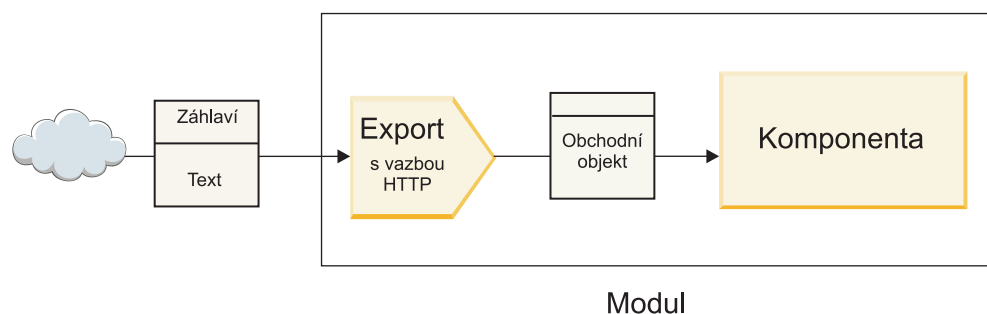 Záhlaví
Text
Export
s vazbou
HTTP
Obchodní
objekt
Komponenta
Modul